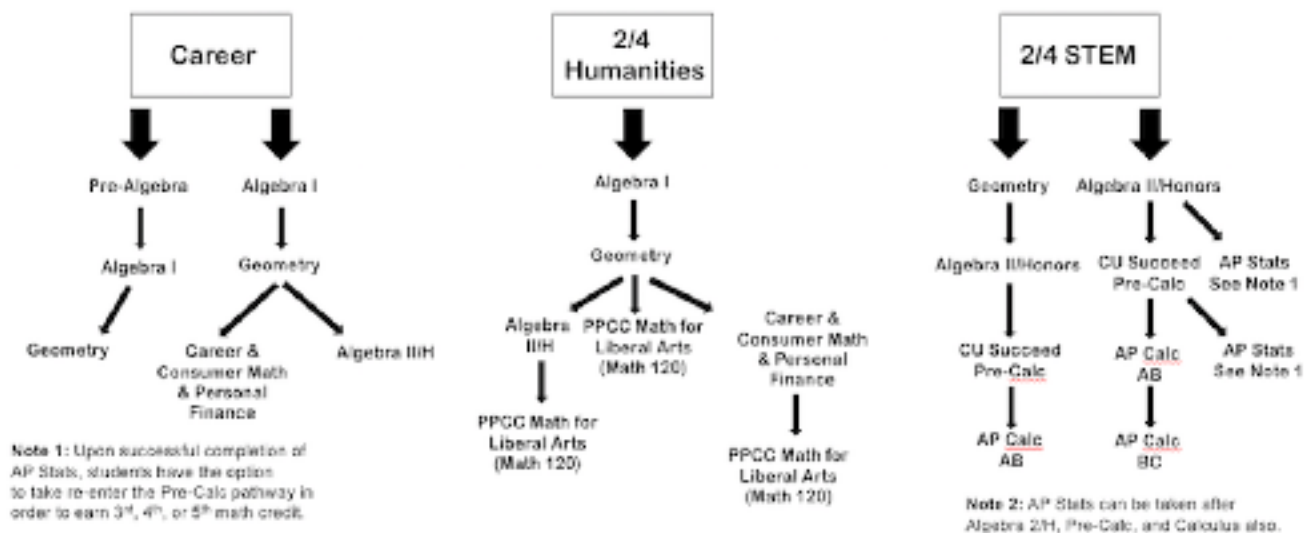 Career
2/4
Humanities
2/4 STEM
Pre-Algebra
Algebra I
Algebra I
Geometry
Algebra II/Honors
Algebra I
Geometry
Geometry
Algebra II/Honors
CU Succeed
Pre-Calc
AP Stats
See Note 1
Geometry
Career &
Consumer Math
& Personal
Finance
Algebra II/H
Algebra
II/H
PPCC Math for
Liberal Arts
(Math 120)
Career &
Consumer Math
& Personal
Finance
CU Succeed
Pre-Calc
AP Calc
AB
AP Stats
See Note 1
PPCC Math for
Liberal Arts
(Math 120)
PPCC Math for
Liberal Arts
(Math 120)
AP Calc
AB
AP Calc
BC
Note 1: Upon successful completion of
AP Stats, students have the option
to take re-enter the Pre-Calc pathway in
order to earn 3rd, 4th, or 5th math credit.
Note 2: AP Stats can be taken after
Algebra 2/H, Pre-Calc, and Calculus also.